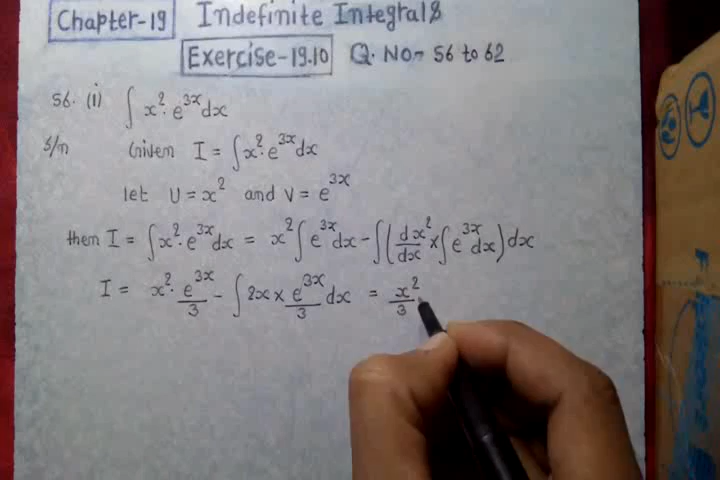 Chapter-19 Indefinite Integrals
Exercise-19.10 Q. NO- 56 to 62
56. (i) ∫ x². e^3x dx
S/n Given I = ∫ x². e^3x dx
let U = x² and V = e^3x
then I = ∫ x². e^3x dx = x² ∫ e^3x dx - ∫ (dx²/dx × ∫ e^3x dx) dx
I = x². e^3x/3 - ∫ 2x × e^3x/3 dx = x²/3